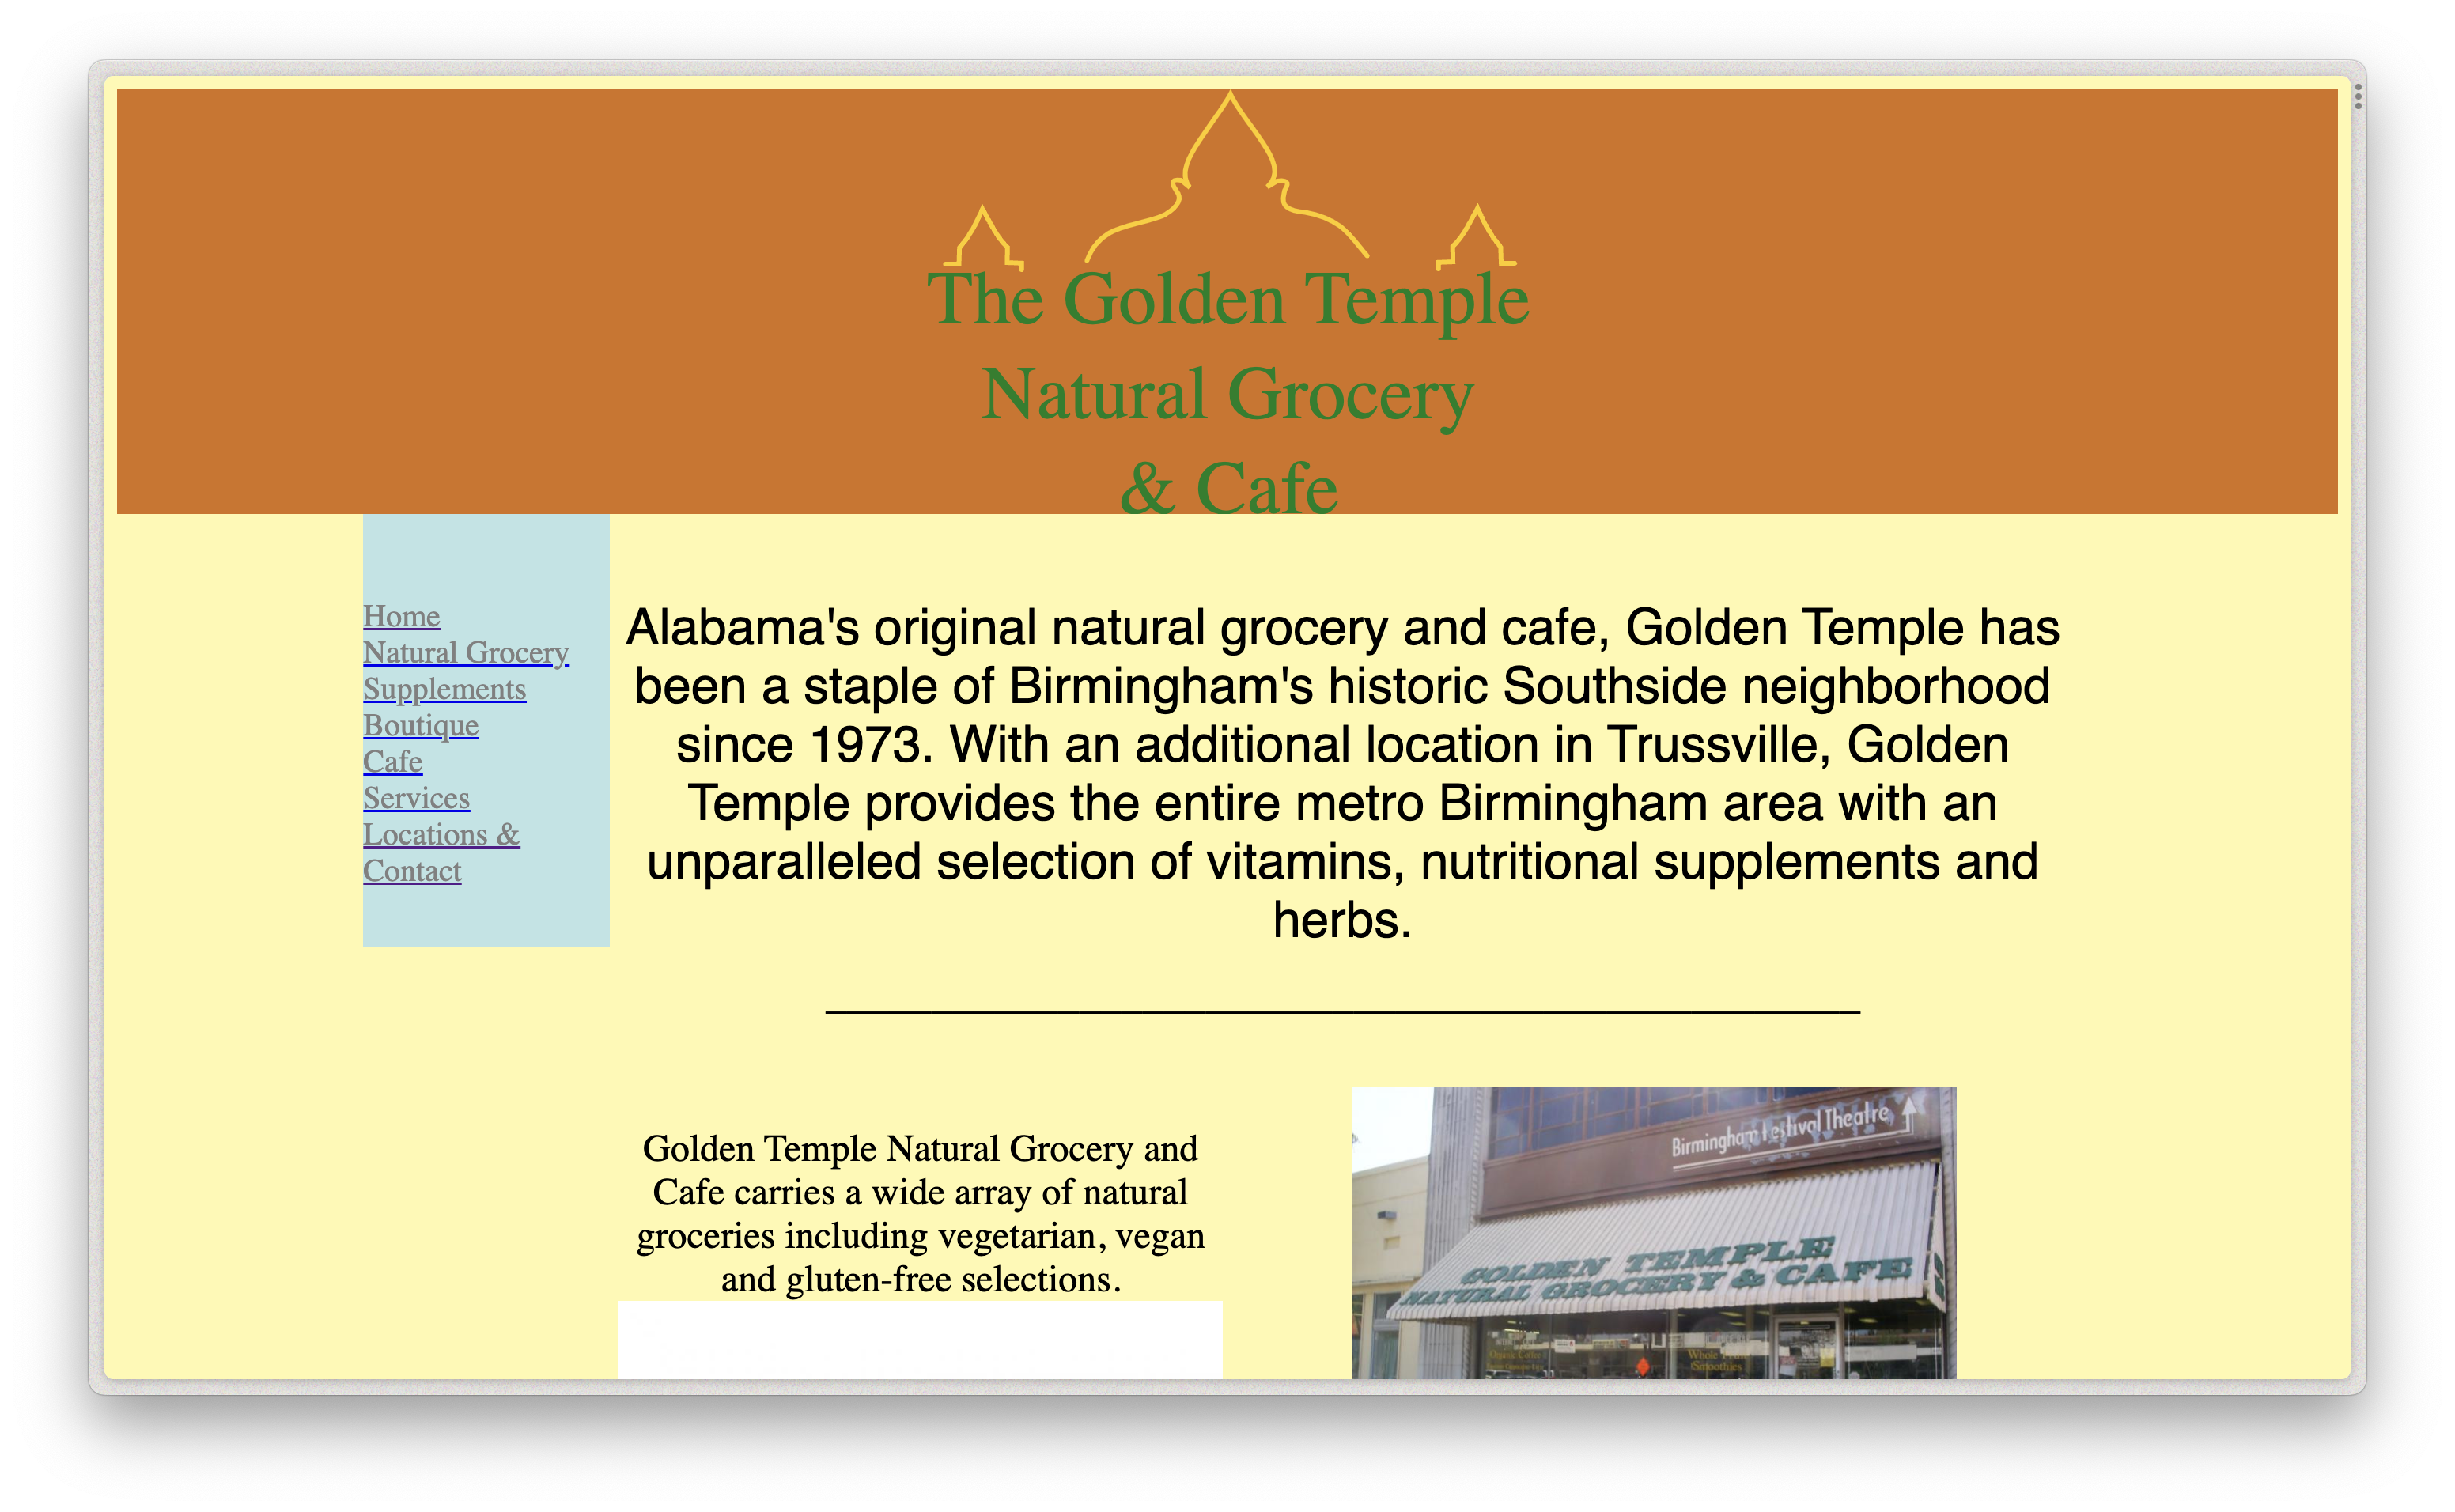 The Golden Temple
Natural Grocery
& Cafe
Home
Natural Grocery
Supplements
Boutique
Cafe
Services
Locations &
Contact
Alabama's original natural grocery and cafe, Golden Temple has
been a staple of Birmingham's historic Southside neighborhood
since 1973. With an additional location in Trussville, Golden
Temple provides the entire metro Birmingham area with an
unparalleled selection of vitamins, nutritional supplements and
herbs.
Golden Temple Natural Grocery and
Cafe carries a wide array of natural
groceries including vegetarian, vegan
and gluten-free selections.
Birmingham Festival Theatre
GOLDEN TEMPLE
NATURAL GROCERY & CAFE
Organic Coffee
Smoothies